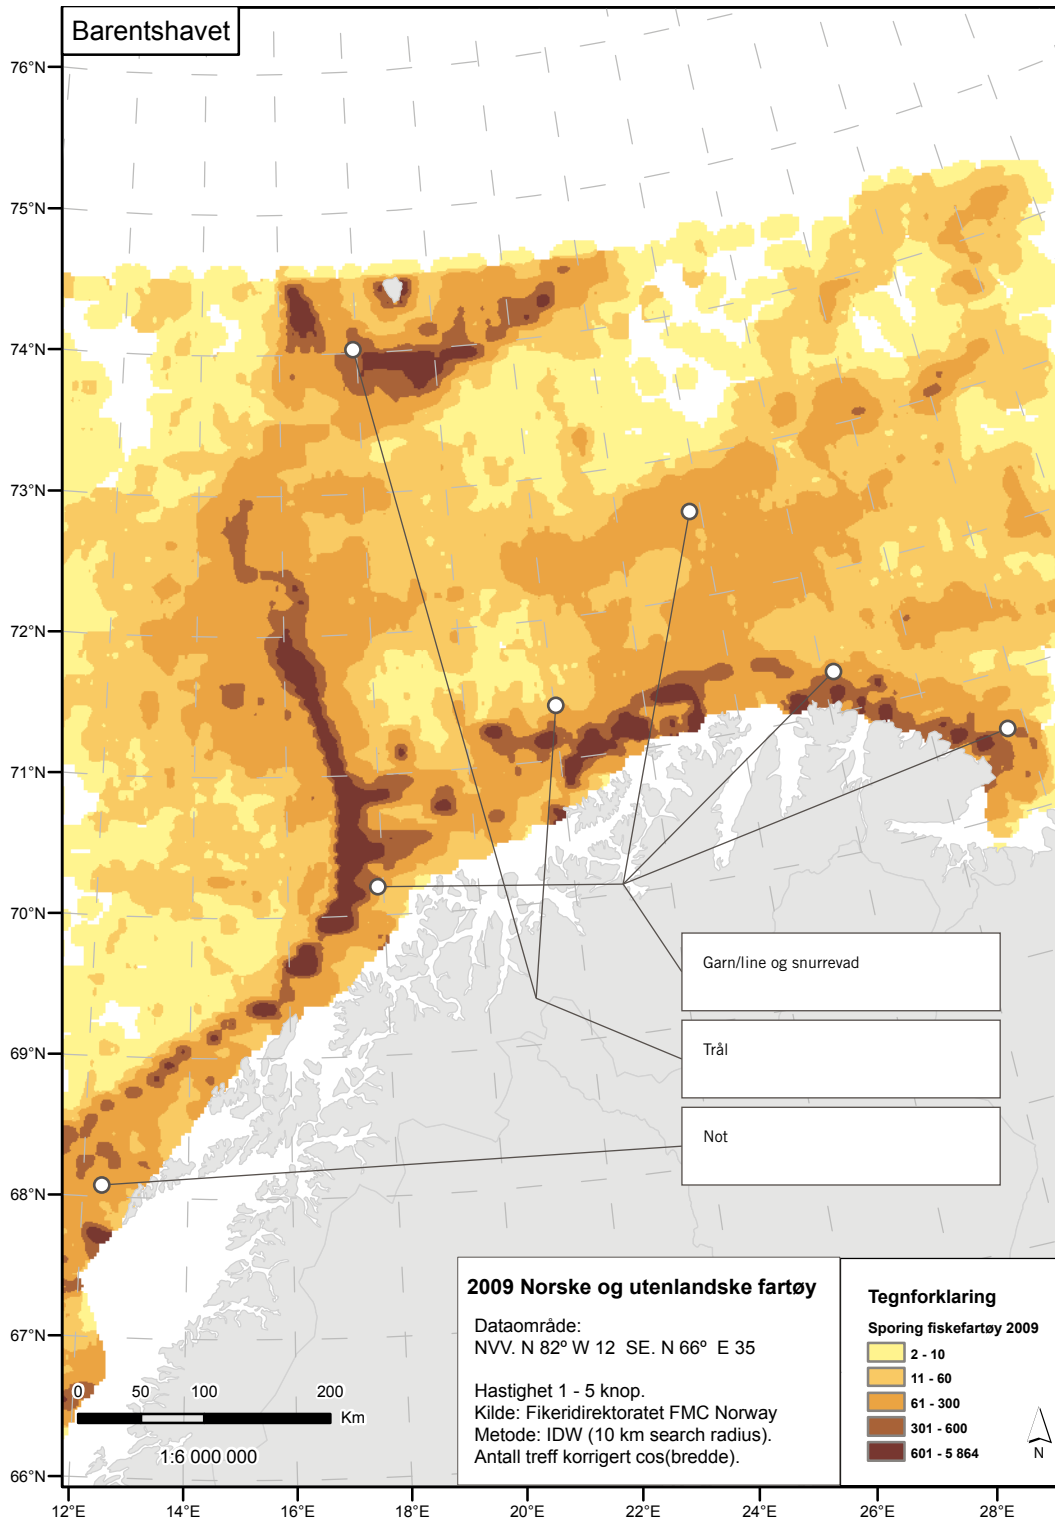 Barentshavet
76°N
75°N
74°N
73°N
72°N
71°N
70°N
69°N
68°N
67°N
66°N
Garn/line og snurrevad
Trål
Not
2009 Norske og utenlandske fartøy
Dataområde:
NVV. N 82º W 12 SE. N 66º E 35
Hastighet 1 - 5 knop.
Kilde: Fikeridirektoratet FMC Norway
Metode: IDW (10 km search radius).
Antall treff korrigert cos(bredde).
Tegnforklaring
Sporing fiskefartøy 2009
2 - 10
11 - 60
61 - 300
301 - 600
601 - 5 864
N
0 50 100 200
Km
1:6 000 000
12°E 14°E 16°E 18°E 20°E 22°E 24°E 26°E 28°E